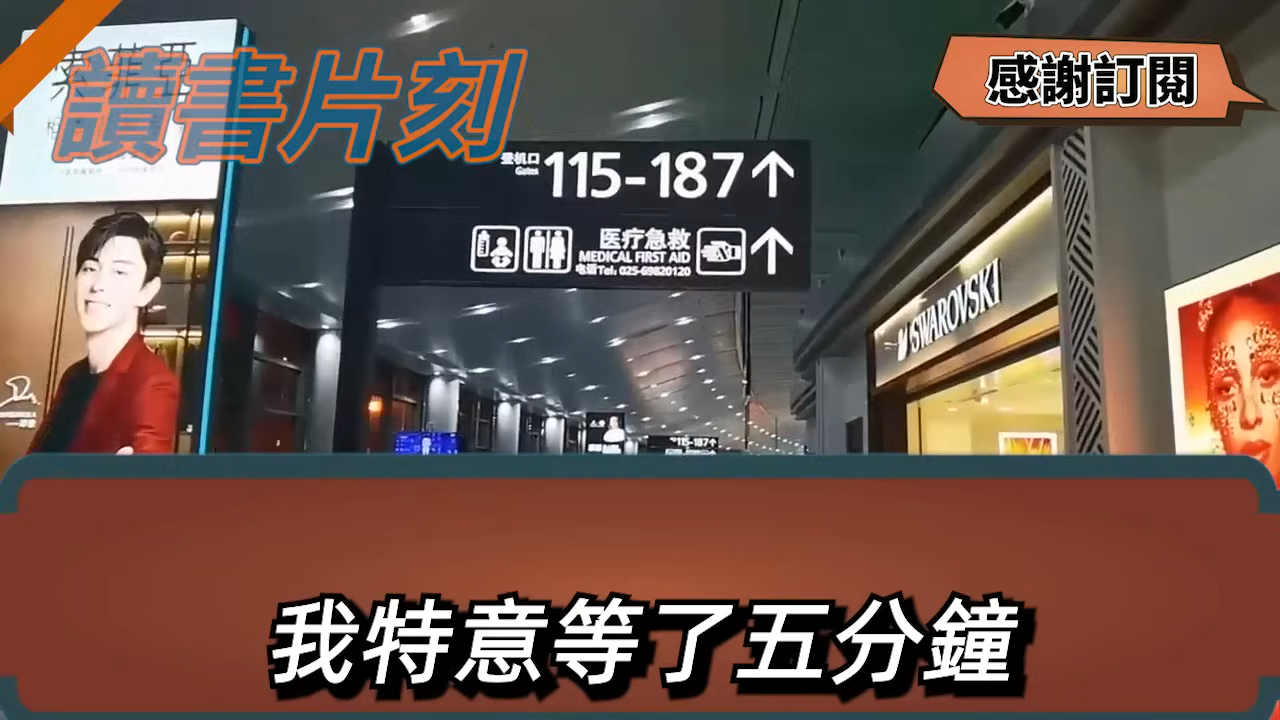 讀書片刻
感謝訂閱
登机口
Gates
115-187
医疗急救
MEDICAL FIRST AID
电话Tel: 025-69820120
SWAROVSKI
115-187
我特意等了五分鐘